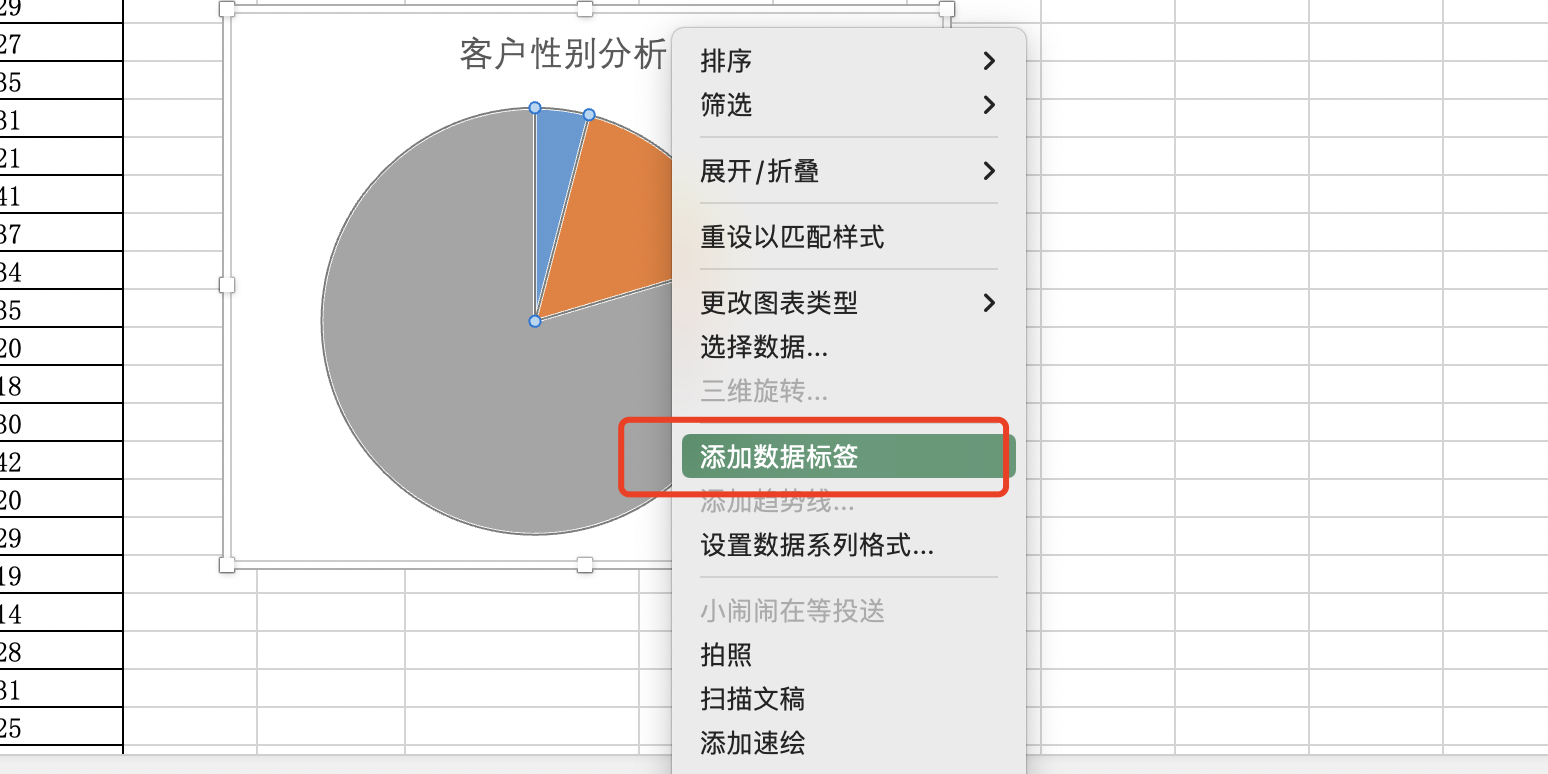 29
27
35
31
21
41
37
34
35
20
18
30
42
20
29
19
14
28
31
25
客户性别分析
排序
筛选
展开/折叠
重设以匹配样式
更改图表类型
选择数据...
三维旋转...
添加数据标签
添加趋势线...
设置数据系列格式...
小闹闹在等投送
拍照
扫描文稿
添加速绘